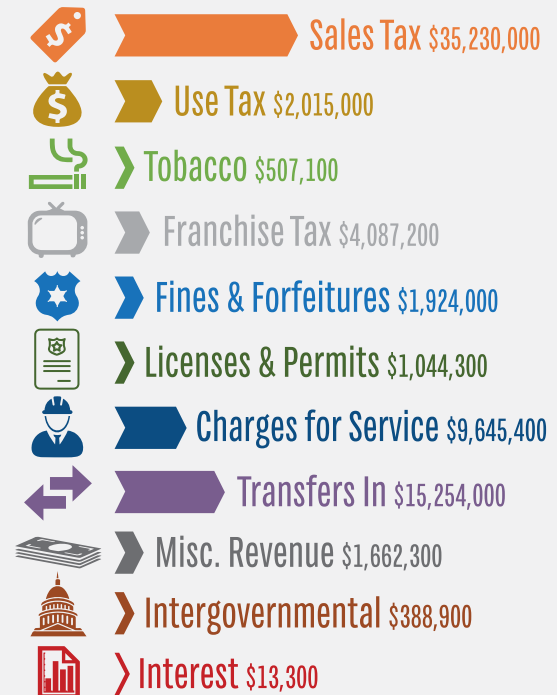 Sales Tax $35,230,000
Use Tax $2,015,000
Tobacco $507,100
Franchise Tax $4,087,200
Fines & Forfeitures $1,924,000
Licenses & Permits $1,044,300
Charges for Service $9,645,400
Transfers In $15,254,000
Misc. Revenue $1,662,300
Intergovernmental $388,900
Interest $13,300